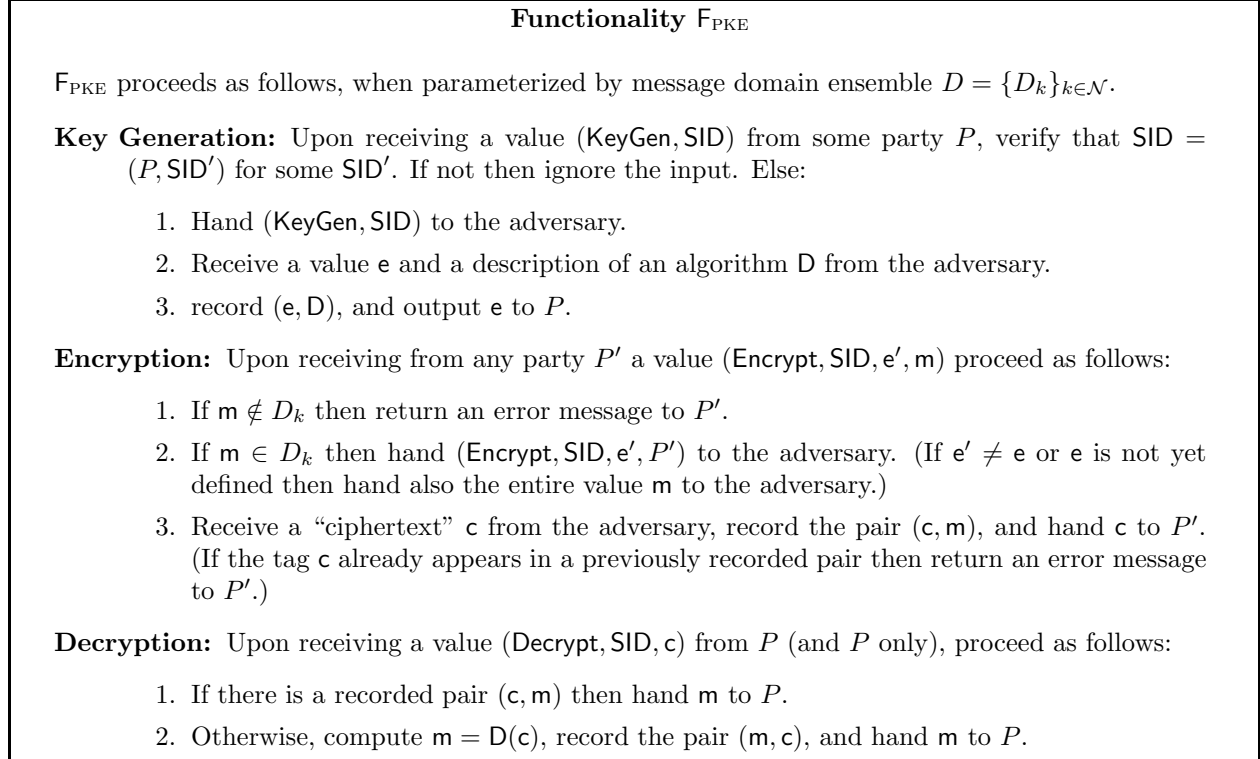 Functionality F_PKE
F_PKE proceeds as follows, when parameterized by message domain ensemble D = {D_k}_{k∈𝒩}.
Key Generation: Upon receiving a value (KeyGen, SID) from some party P, verify that SID =
(P, SID′) for some SID′. If not then ignore the input. Else:
1. Hand (KeyGen, SID) to the adversary.
2. Receive a value e and a description of an algorithm D from the adversary.
3. record (e, D), and output e to P.
Encryption: Upon receiving from any party P′ a value (Encrypt, SID, e′, m) proceed as follows:
1. If m ∉ D_k then return an error message to P′.
2. If m ∈ D_k then hand (Encrypt, SID, e′, P′) to the adversary. (If e′ ≠ e or e is not yet
defined then hand also the entire value m to the adversary.)
3. Receive a “ciphertext” c from the adversary, record the pair (c, m), and hand c to P′.
(If the tag c already appears in a previously recorded pair then return an error message
to P′.)
Decryption: Upon receiving a value (Decrypt, SID, c) from P (and P only), proceed as follows:
1. If there is a recorded pair (c, m) then hand m to P.
2. Otherwise, compute m = D(c), record the pair (m, c), and hand m to P.